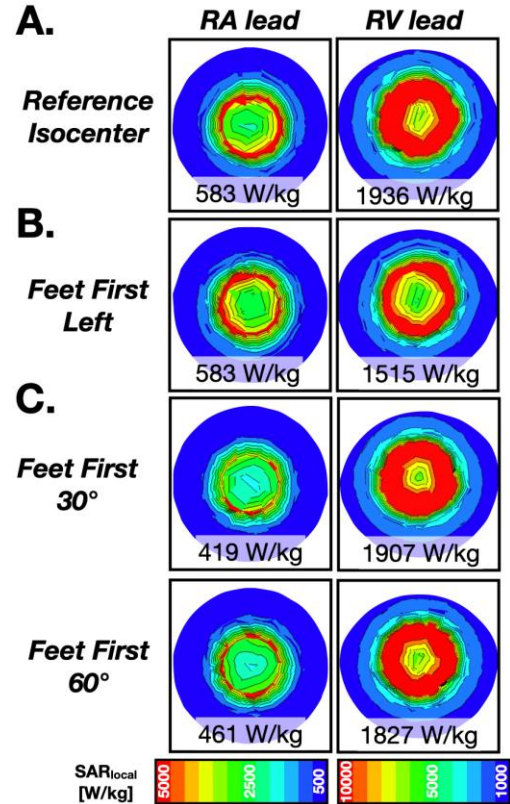 A.
RA lead
RV lead
Reference
Isocenter
583 W/kg
1936 W/kg
B.
Feet First
Left
583 W/kg
1515 W/kg
C.
Feet First
30°
419 W/kg
1907 W/kg
Feet First
60°
461 W/kg
1827 W/kg
SARlocal
[W/kg]
5000
2500
500
10000
5000
1000